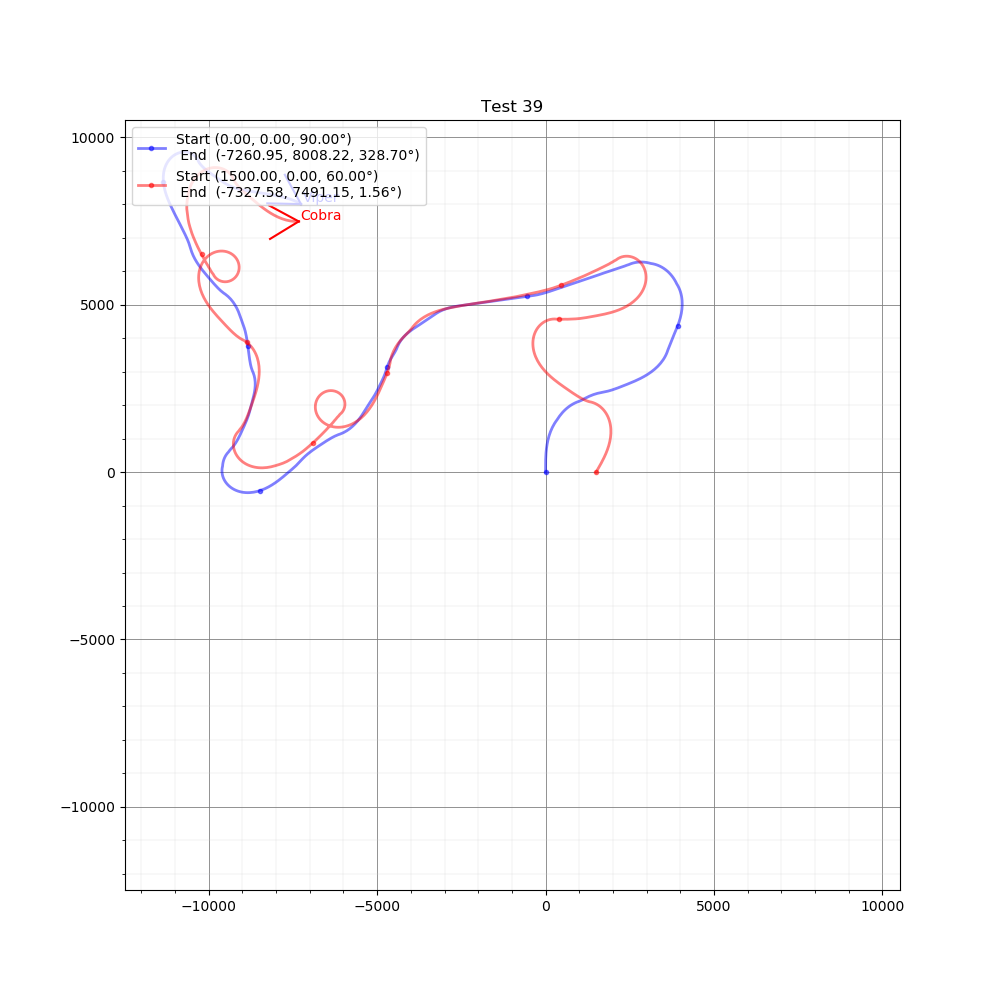 Test 39
Start (0.00, 0.00, 90.00°)
End (-7260.95, 8008.22, 328.70°)
Start (1500.00, 0.00, 60.00°)
End (-7327.58, 7491.15, 1.56°)
Viper
Cobra
10000
5000
0
−5000
−10000
−10000
−5000
0
5000
10000